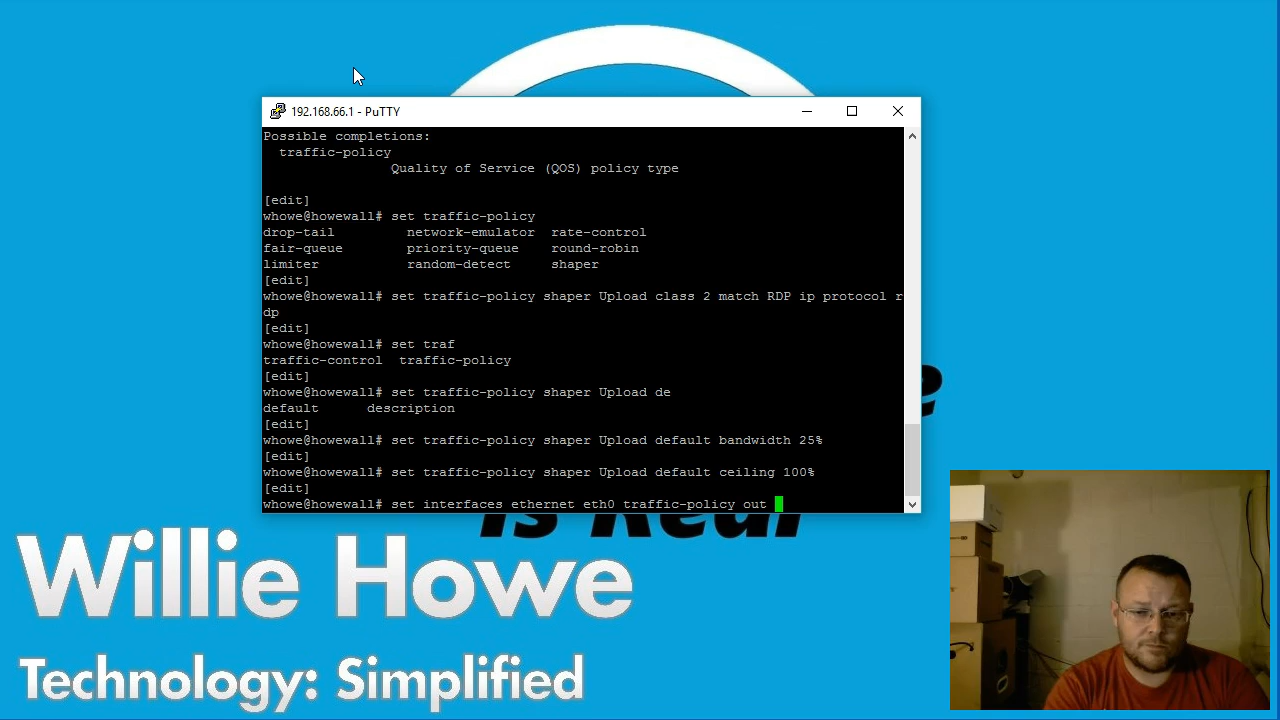 192.168.66.1 - PuTTY
Possible completions:
traffic-policy
Quality of Service (QOS) policy type
[edit]
whowe@howewall# set traffic-policy
drop-tail network-emulator rate-control
fair-queue priority-queue round-robin
limiter random-detect shaper
[edit]
whowe@howewall# set traffic-policy shaper Upload class 2 match RDP ip protocol r
dp
[edit]
whowe@howewall# set traf
traffic-control traffic-policy
[edit]
whowe@howewall# set traffic-policy shaper Upload de
default description
[edit]
whowe@howewall# set traffic-policy shaper Upload default bandwidth 25%
[edit]
whowe@howewall# set traffic-policy shaper Upload default ceiling 100%
[edit]
whowe@howewall# set interfaces ethernet eth0 traffic-policy out
is Real
Willie Howe
Technology: Simplified